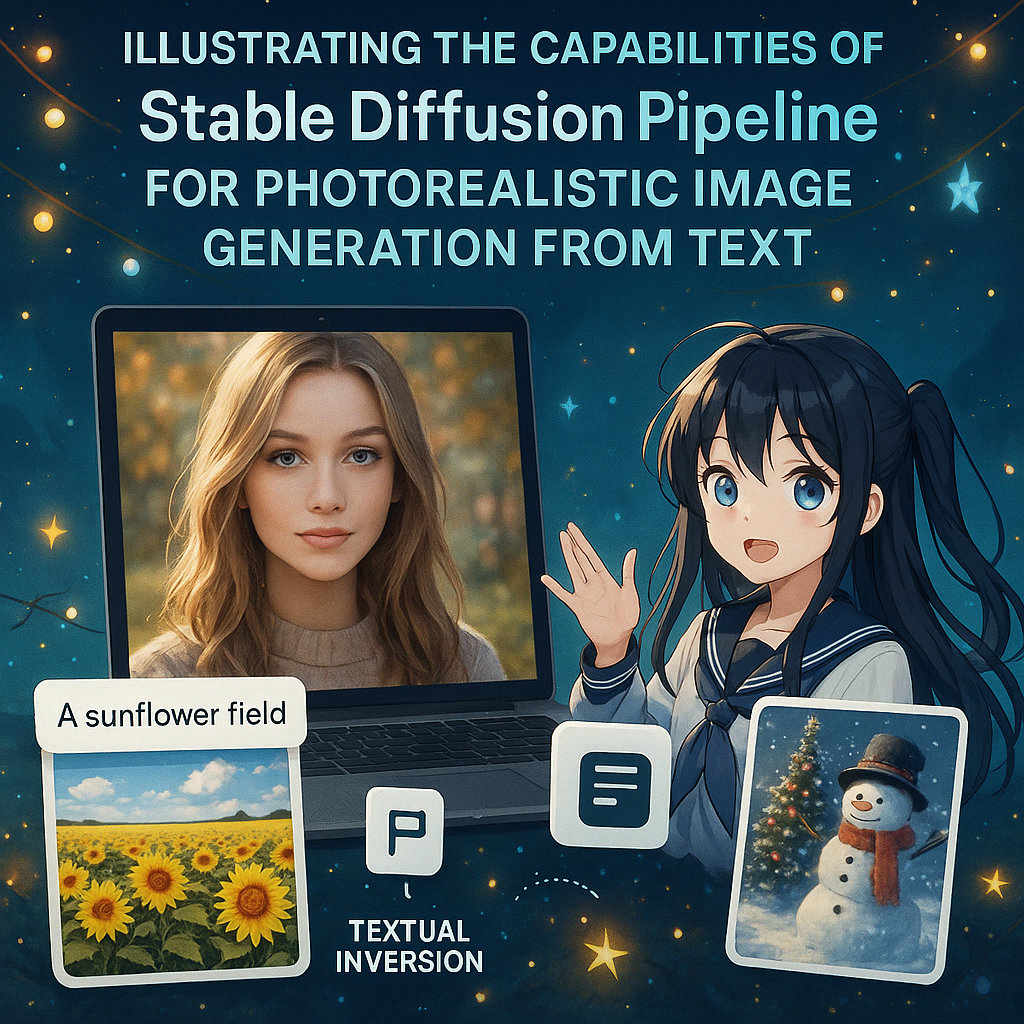 ILLUSTRATING THE CAPABILITIES OF
Stable Diffusion Pipeline
FOR PHOTOREALISTIC IMAGE
GENERATION FROM TEXT
A sunflower field
P
TEXTUAL
INVERSION